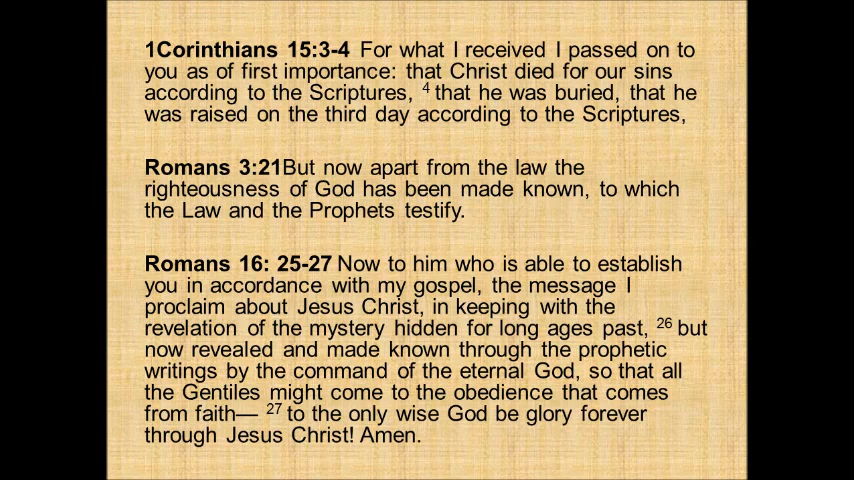 1Corinthians 15:3-4 For what I received I passed on to
you as of first importance: that Christ died for our sins
according to the Scriptures, 4 that he was buried, that he
was raised on the third day according to the Scriptures,
Romans 3:21But now apart from the law the
righteousness of God has been made known, to which
the Law and the Prophets testify.
Romans 16: 25-27 Now to him who is able to establish
you in accordance with my gospel, the message I
proclaim about Jesus Christ, in keeping with the
revelation of the mystery hidden for long ages past, 26 but
now revealed and made known through the prophetic
writings by the command of the eternal God, so that all
the Gentiles might come to the obedience that comes
from faith— 27 to the only wise God be glory forever
through Jesus Christ! Amen.